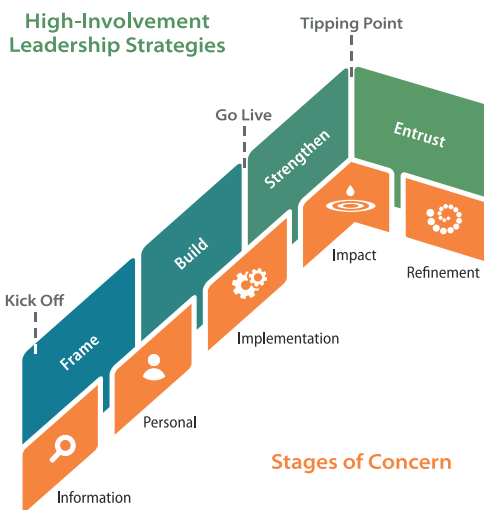 High-Involvement
Leadership Strategies
Tipping Point
Go Live
Kick Off
Frame
Build
Strengthen
Entrust
Information
Personal
Implementation
Impact
Refinement
Stages of Concern